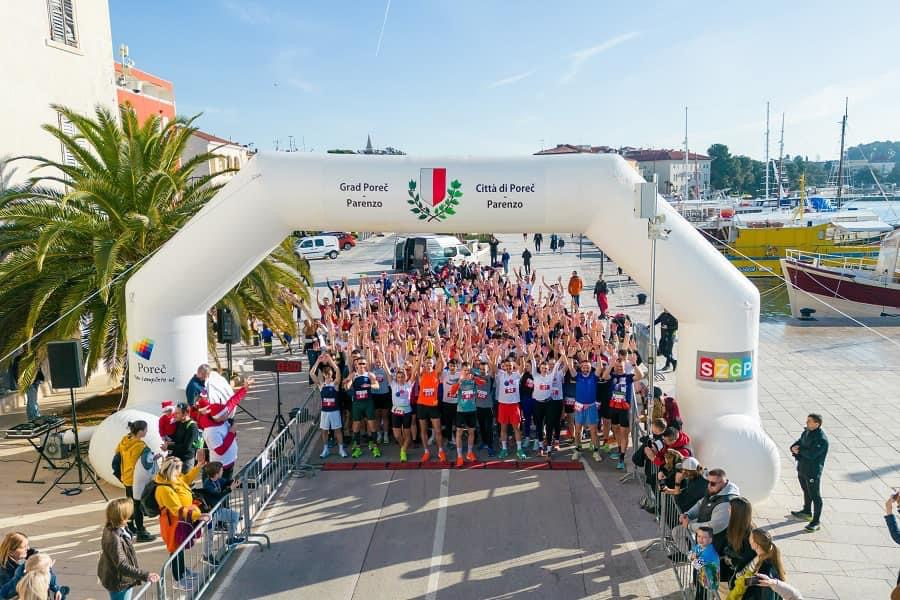 Grad Poreč
-
Parenzo
Città di Poreč
-
Parenzo
Poreč
SZGP